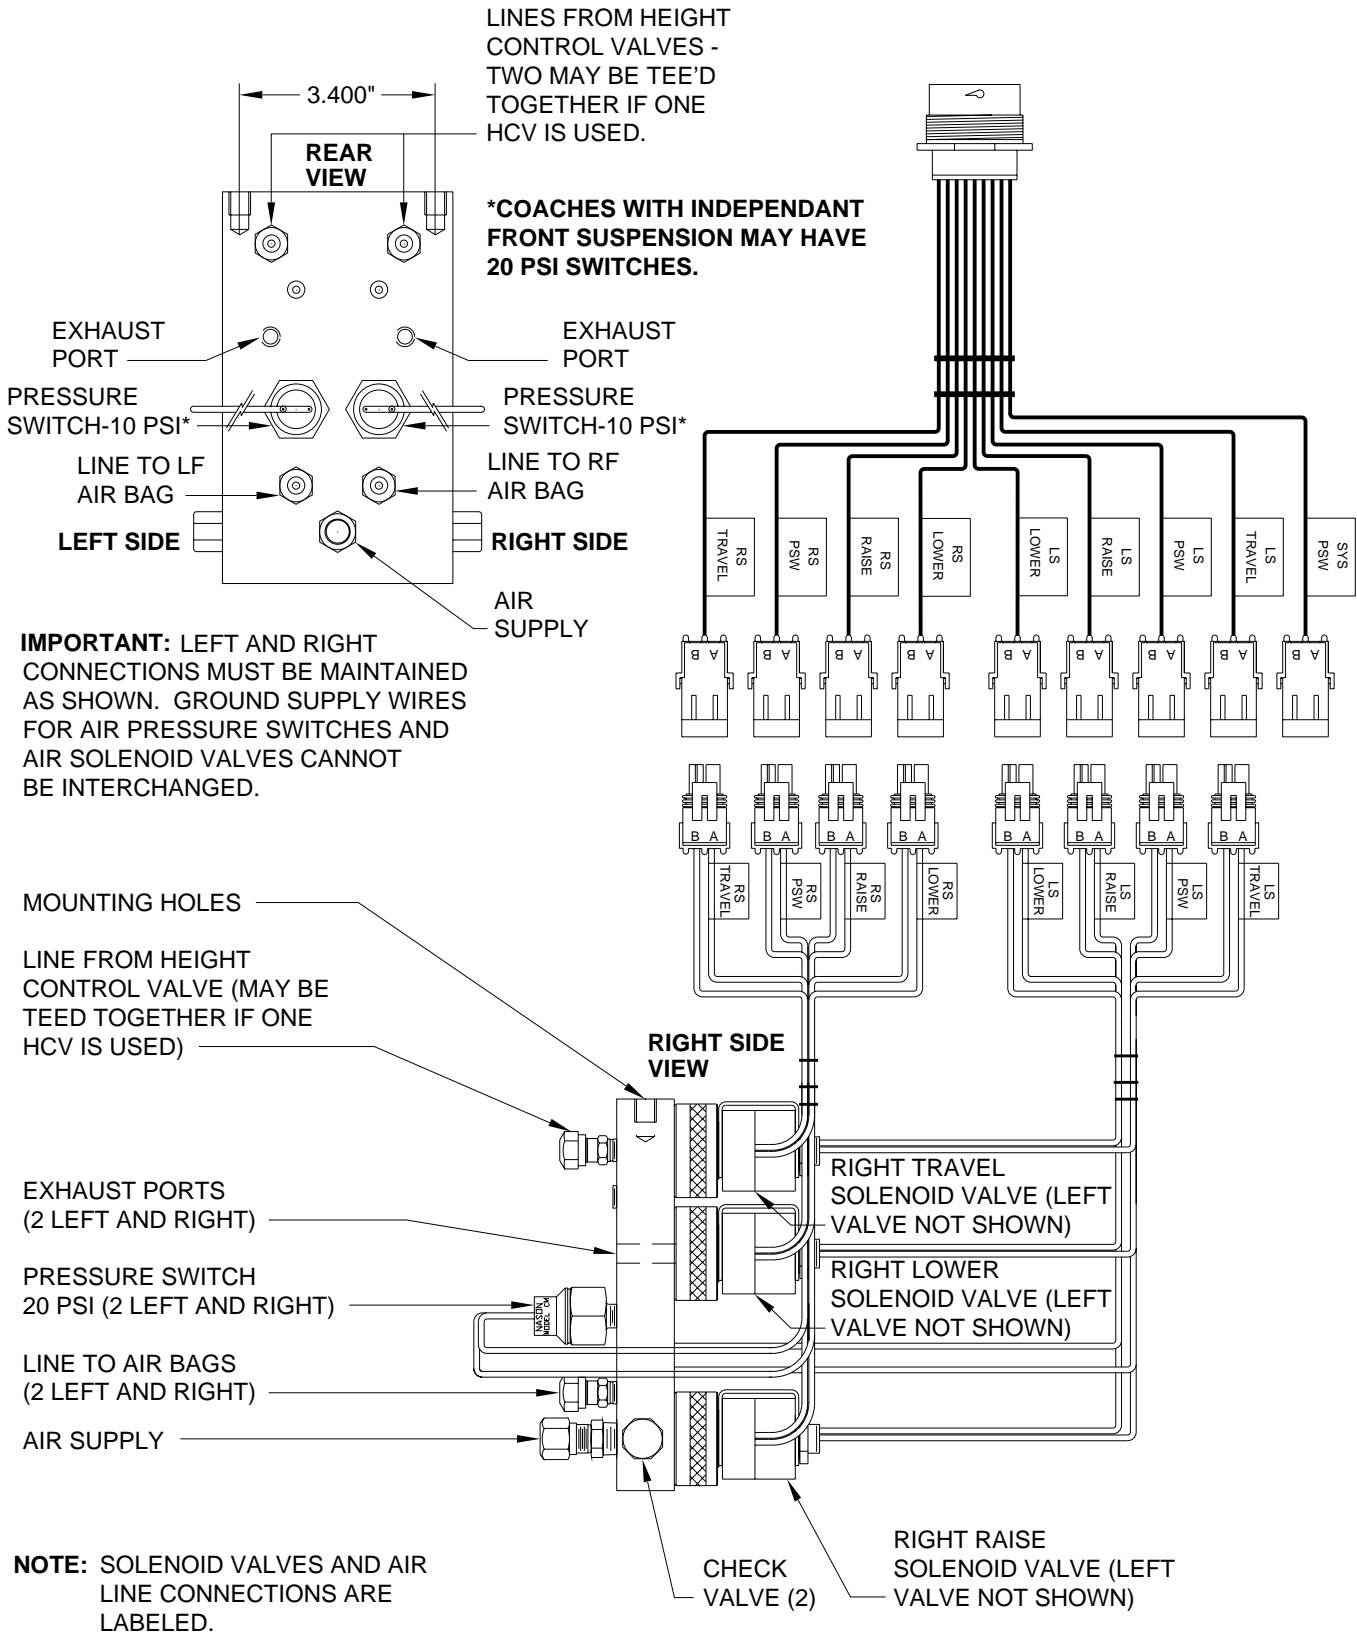 LINES FROM HEIGHT
CONTROL VALVES -
TWO MAY BE TEE'D
TOGETHER IF ONE
HCV IS USED.
3.400"
REAR
VIEW
*COACHES WITH INDEPENDANT
FRONT SUSPENSION MAY HAVE
20 PSI SWITCHES.
EXHAUST
PORT
EXHAUST
PORT
PRESSURE
SWITCH-10 PSI*
PRESSURE
SWITCH-10 PSI*
LINE TO LF
AIR BAG
LINE TO RF
AIR BAG
LEFT SIDE
RIGHT SIDE
AIR
SUPPLY
RS
TRAVEL
RS
PSW
RS
RAISE
RS
LOWER
LS
LOWER
LS
RAISE
LS
PSW
LS
TRAVEL
SYS
PSW
B A
B A
B A
B A
B A
B A
B A
B A
B A
IMPORTANT: LEFT AND RIGHT
CONNECTIONS MUST BE MAINTAINED
AS SHOWN. GROUND SUPPLY WIRES
FOR AIR PRESSURE SWITCHES AND
AIR SOLENOID VALVES CANNOT
BE INTERCHANGED.
B A
B A
B A
B A
B A
B A
B A
B A
RS
TRAVEL
RS
PSW
RS
RAISE
RS
LOWER
LS
LOWER
LS
RAISE
LS
PSW
LS
TRAVEL
MOUNTING HOLES
LINE FROM HEIGHT
CONTROL VALVE (MAY BE
TEED TOGETHER IF ONE
HCV IS USED)
RIGHT SIDE
VIEW
EXHAUST PORTS
(2 LEFT AND RIGHT)
RIGHT TRAVEL
SOLENOID VALVE (LEFT
VALVE NOT SHOWN)
PRESSURE SWITCH
20 PSI (2 LEFT AND RIGHT)
NASON
MODEL CM
RIGHT LOWER
SOLENOID VALVE (LEFT
VALVE NOT SHOWN)
LINE TO AIR BAGS
(2 LEFT AND RIGHT)
AIR SUPPLY
RIGHT RAISE
SOLENOID VALVE (LEFT
VALVE NOT SHOWN)
CHECK
VALVE (2)
NOTE: SOLENOID VALVES AND AIR
LINE CONNECTIONS ARE
LABELED.